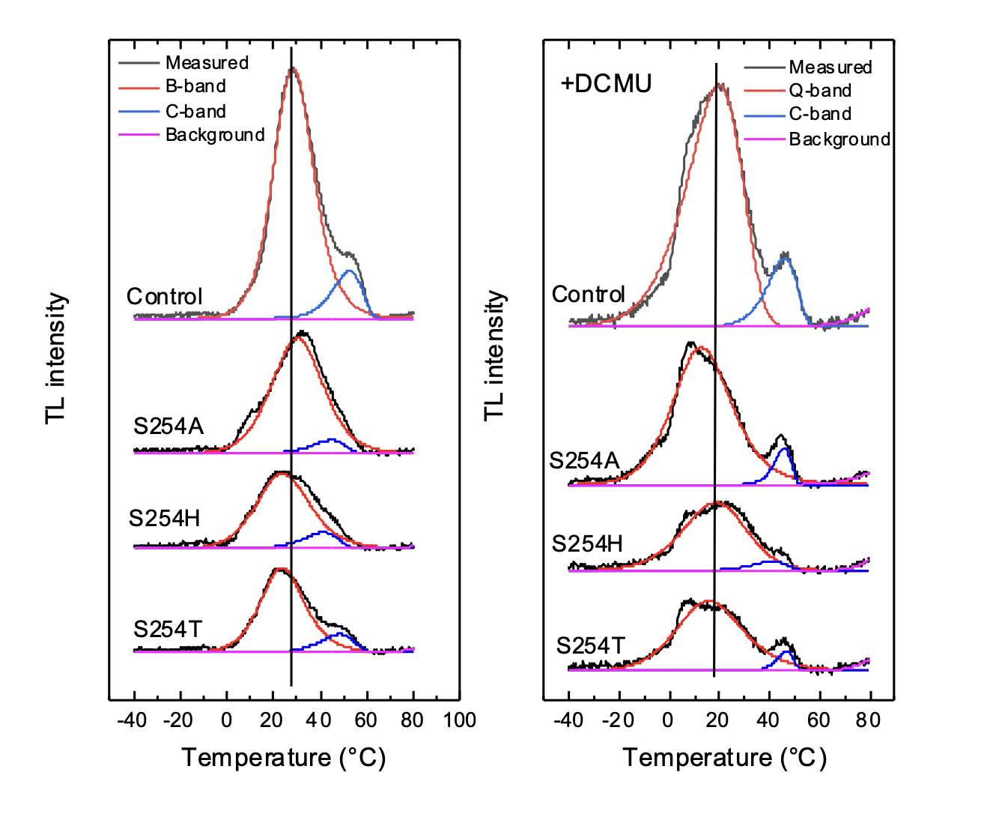 Measured
B-band
C-band
Background
Control
S254A
S254H
S254T
TL intensity
-40 -20 0 20 40 60 80 100
Temperature (°C)
+DCMU
Measured
Q-band
C-band
Background
Control
S254A
S254H
S254T
TL intensity
-40 -20 0 20 40 60 80
Temperature (°C)